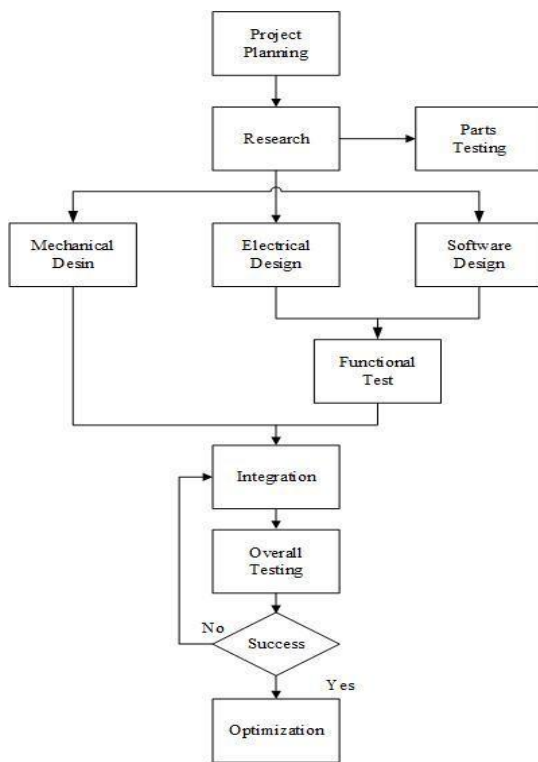 Project
Planning
Research
Parts
Testing
Mechanical
Desin
Electrical
Design
Software
Design
Functional
Test
Integration
Overall
Testing
No
Success
Yes
Optimization